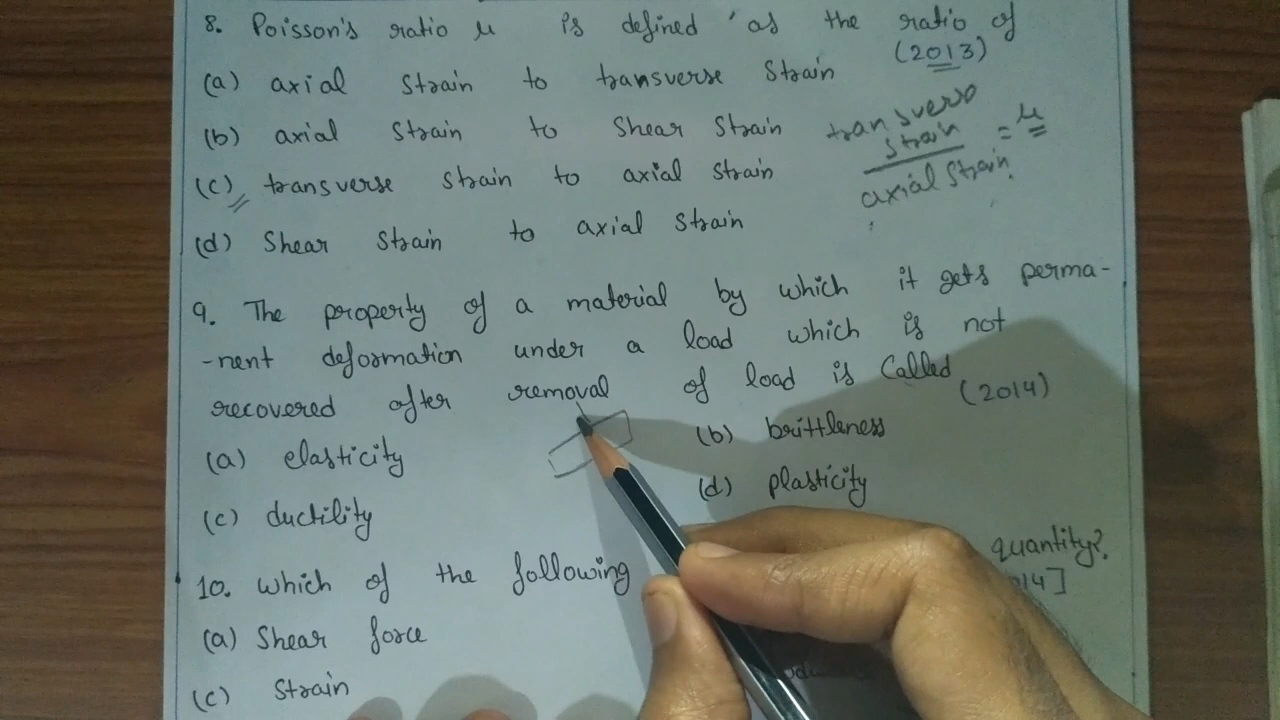 8. Poisson's ratio μ is defined as the ratio of
(2013)
(a) axial strain to transverse strain
(b) axial strain to shear strain
(c) transverse strain to axial strain
(d) Shear strain to axial strain
transverse
strain
axial strain
= μ
9. The property of a material by which it gets perma-
-nent deformation under a load which is not
recovered after removal of load is called
(2014)
(a) elasticity (b) brittleness
(c) ductility (d) plasticity
10. Which of the following quantity?
014]
(a) Shear force
(c) Strain